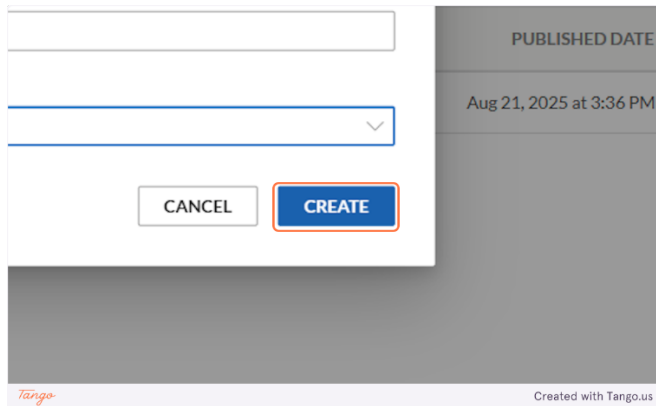 PUBLISHED DATE
Aug 21, 2025 at 3:36 PM
CANCEL
CREATE
Tango
Created with Tango.us